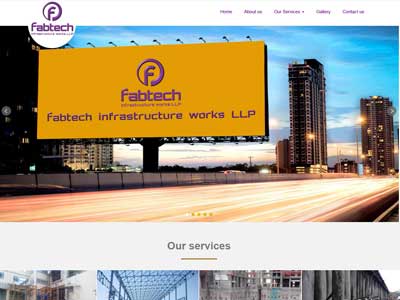 Fabtech
infrastructure works LLP
Home About us Our Services Gallery Contact us
Fabtech
infrastructure works LLP
fabtech infrastructure works LLP
Our services